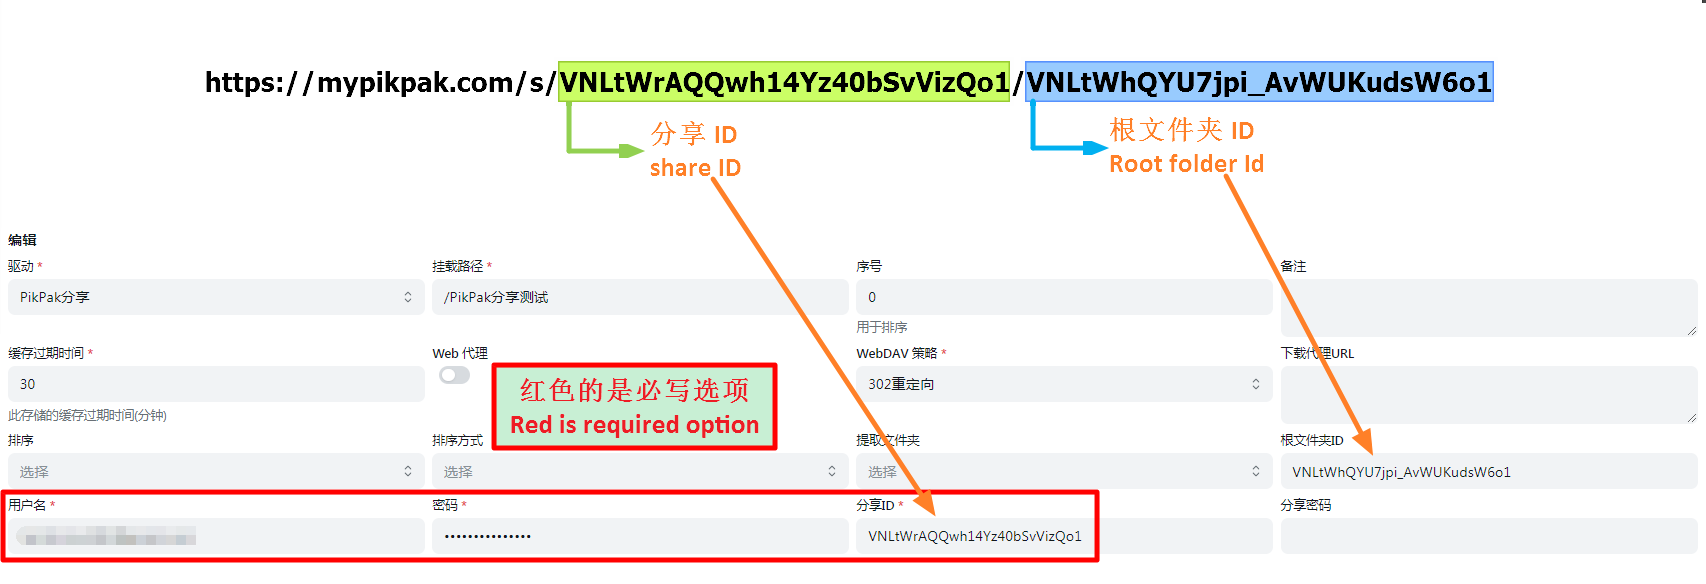 https://mypikpak.com/s/VNLtWrAQQwh14Yz40bSvVizQo1/VNLtWhQYU7jpi_AvWUKudsW6o1
分享 ID
share ID
根文件夹 ID
Root folder Id
编辑
驱动 *
挂载路径 *
序号
备注
PikPak分享
/PikPak分享测试
0
用于排序
缓存过期时间 *
Web 代理
WebDAV 策略 *
下载代理URL
30
302重定向
此存储的缓存过期时间(分钟)
红色的是必写选项
Red is required option
排序
排序方式
提取文件夹
根文件夹ID
选择
选择
选择
VNLtWhQYU7jpi_AvWUKudsW6o1
用户名 *
密码 *
分享ID *
分享密码
•••••••••••••••
VNLtWrAQQwh14Yz40bSvVizQo1